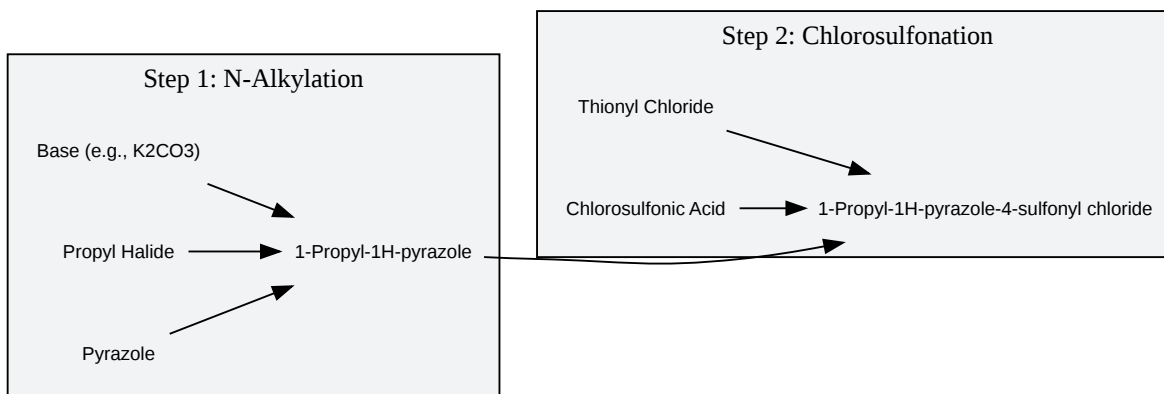 Step 1: N-Alkylation
Base (e.g., K2CO3)
Propyl Halide
1-Propyl-1H-pyrazole
Pyrazole
Step 2: Chlorosulfonation
Thionyl Chloride
Chlorosulfonic Acid
1-Propyl-1H-pyrazole-4-sulfonyl chloride